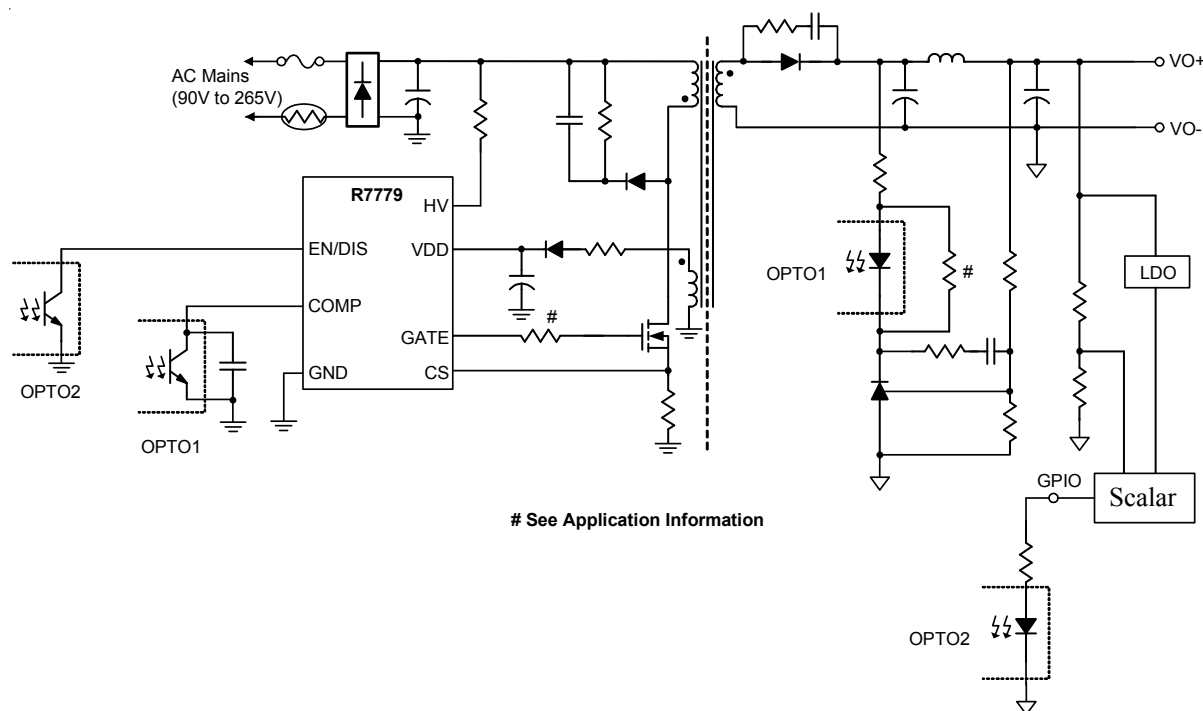 AC Mains
(90V to 265V)
VO+
VO-
R7779
HV
EN/DIS
VDD
COMP
GATE
GND
CS
#
OPTO2
OPTO1
OPTO1
#
LDO
GPIO
Scalar
# See Application Information
OPTO2